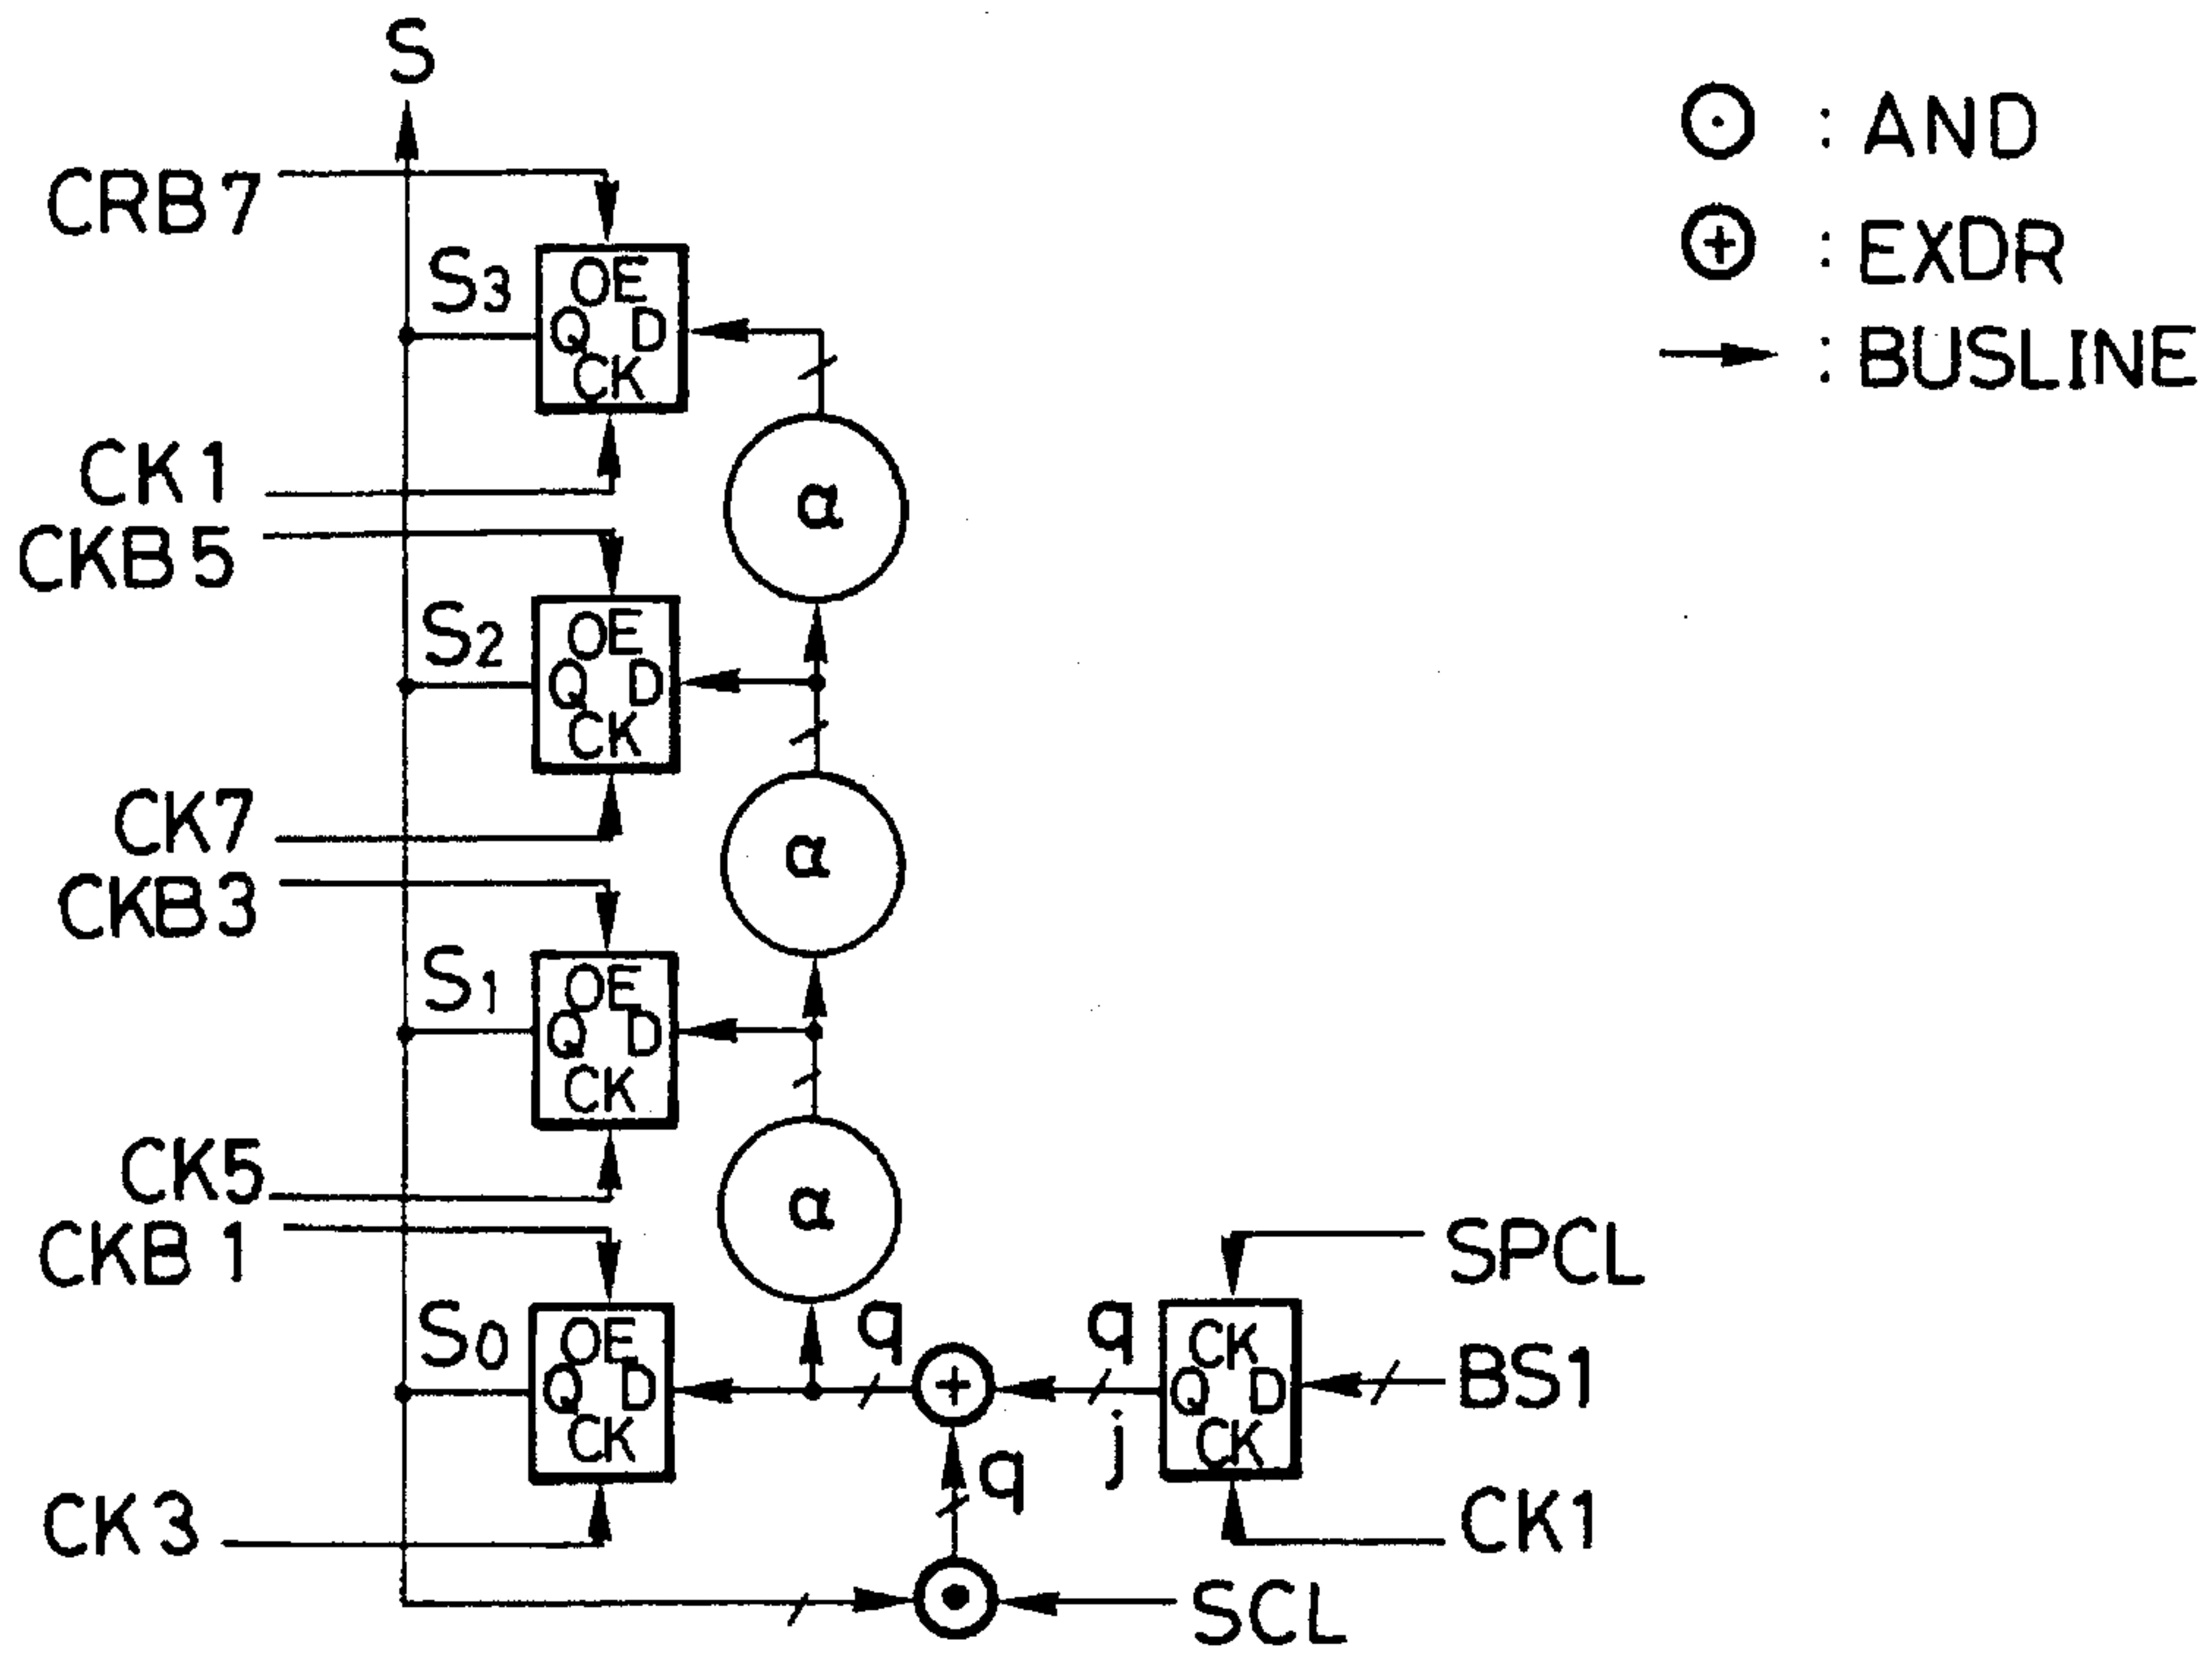 S
⊙ : AND
CRB7
⊕ : EXDR
S3
OE
Q D
CK
→ : BUSLINE
CK1
α
CKB5
S2
OE
Q D
CK
CK7
α
CKB3
S1
OE
Q D
CK
CK5
α
CKB1
SPCL
S0
OE
Q D
CK
q
+
q
j
CK
Q D
CK
BS1
q
CK3
CK1
SCL